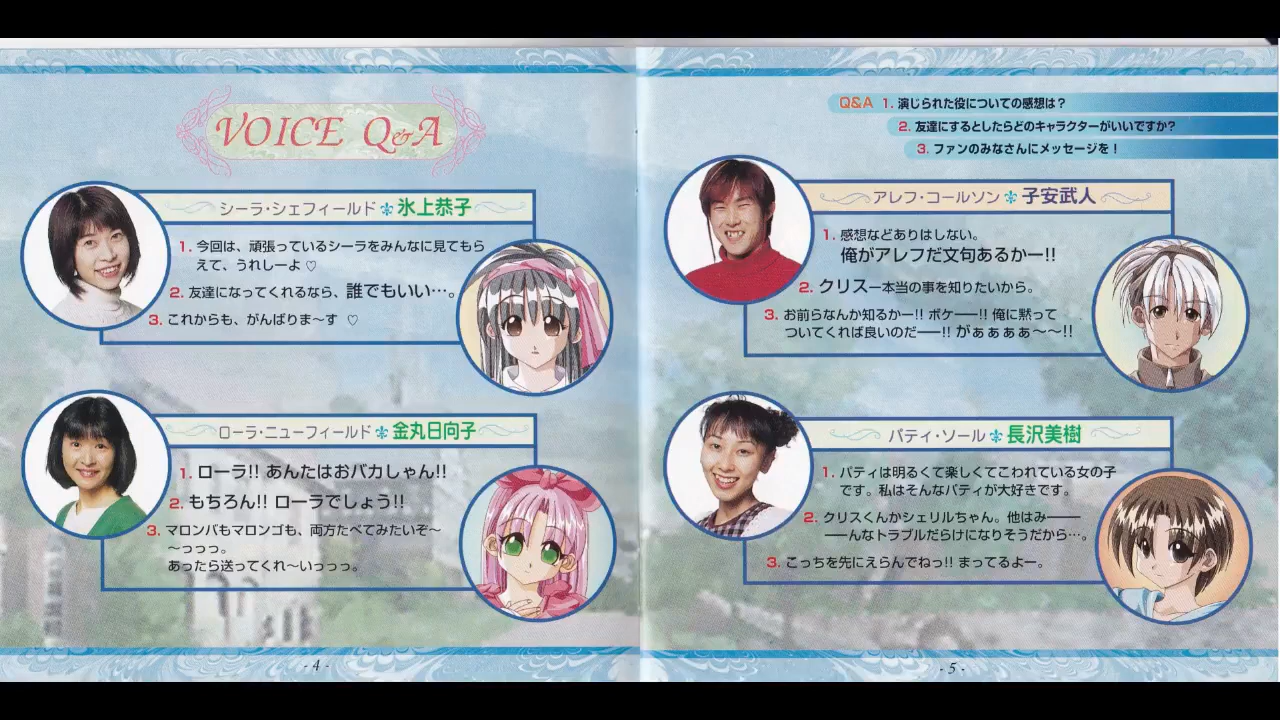 VOICE Q&A
シーラ・シェフィールド 氷上恭子
1. 今回は、頑張っているシーラをみんなに見てもら
えて、うれしーよ♡
2. 友達になってくれるなら、誰でもいい…。
3. これからも、がんばりま〜す ♡
ローラ・ニューフィールド 金丸日向子
1. ローラ!! あんたはおバカしゃん!!
2. もちろん!! ローラでしょう!!
3. マロンパもマロンゴも、両方たべてみたいぞ〜
〜っっっ。
あったら送ってくれ〜いっっっ。
- 4 -
Q&A 1. 演じられた役についての感想は？
2. 友達にするとしたらどのキャラクターがいいですか？
3. ファンのみなさんにメッセージを！
アレフ・コールソン 子安武人
1. 感想などありはしない。
俺がアレフだ文句あるかー!!
2. クリス―本当の事を知りたいから。
3. お前らなんか知るかー!! ボケ――!! 俺に黙って
ついてくれば良いのだ――!! がぁぁぁぁ〜〜!!
パティ・ソール 長沢美樹
1. パティは明るくて楽しくてこわれている女の子
です。私はそんなパティが大好きです。
2. クリスくんかシェリルちゃん。他はみ―――
――んなトラブルだらけになりそうだから…。
3. こっちを先にえらんでねっ!! まってるよー。
- 5 -